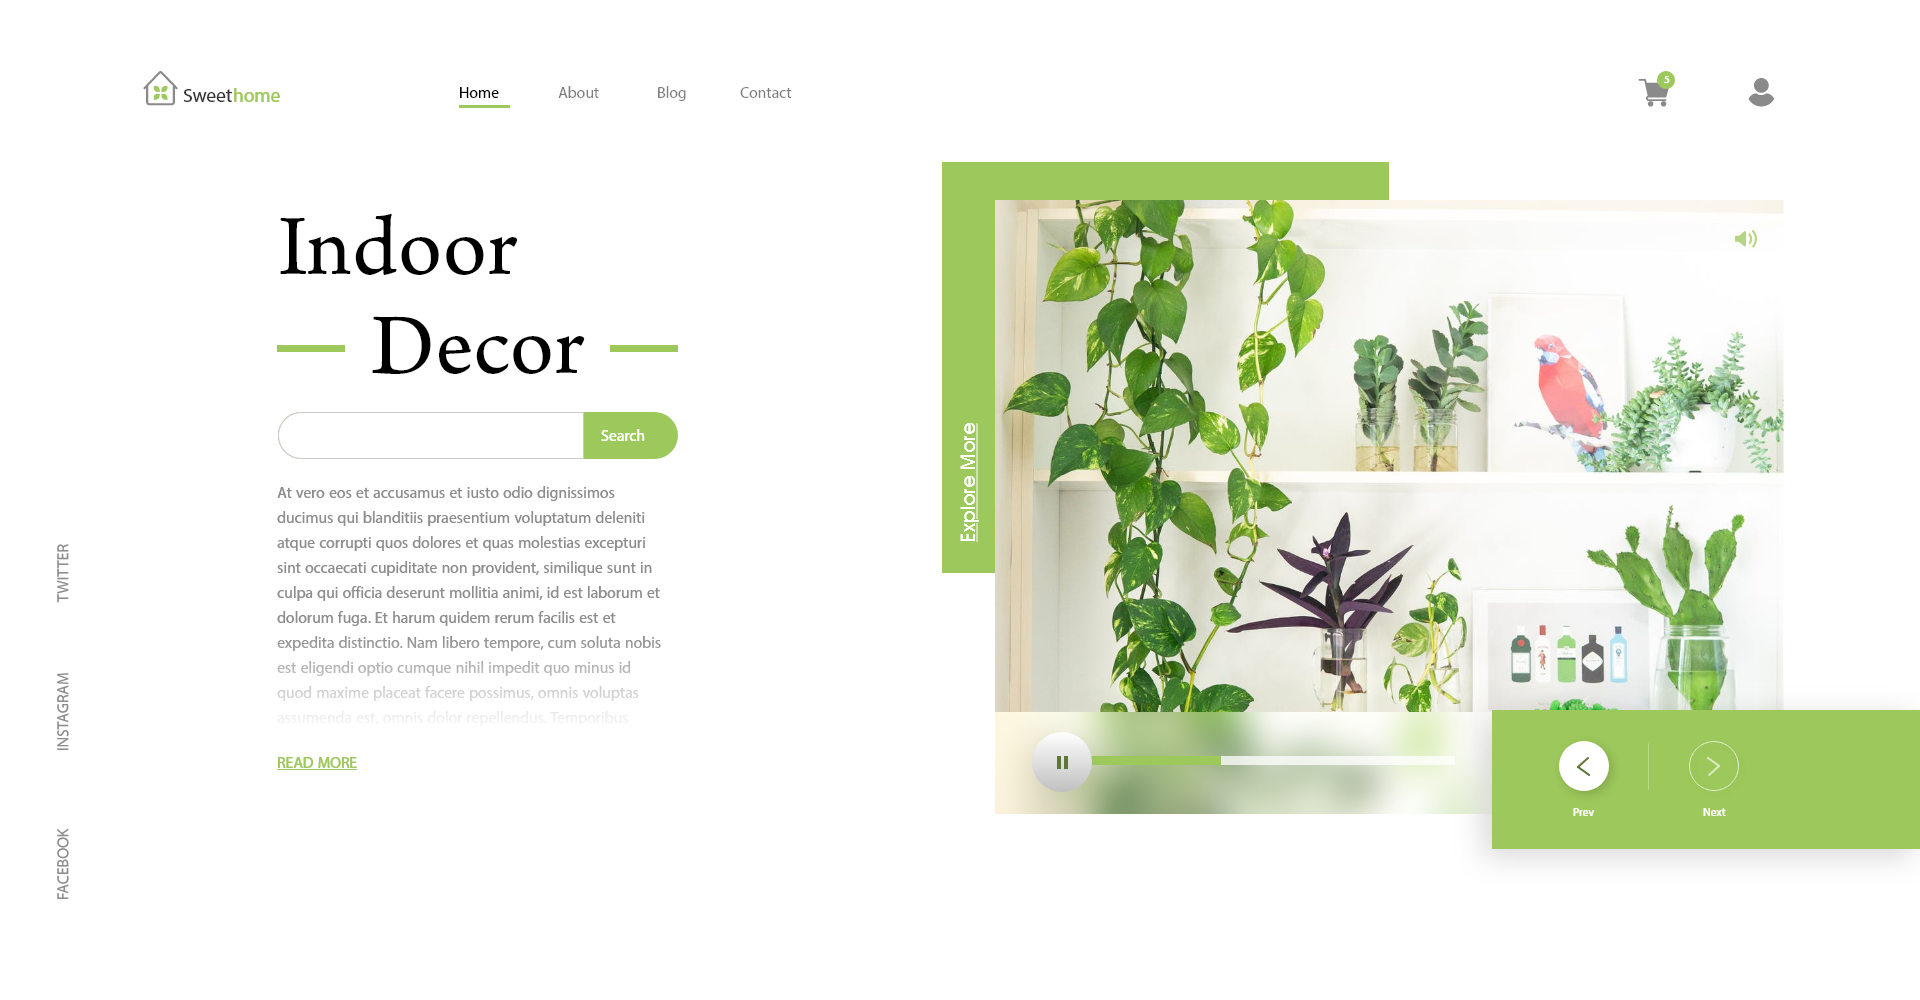 Sweethome
Home
About
Blog
Contact
5
Indoor
Decor
Search
At vero eos et accusamus et iusto odio dignissimos
ducimus qui blanditiis praesentium voluptatum deleniti
atque corrupti quos dolores et quas molestias excepturi
sint occaecati cupiditate non provident, similique sunt in
culpa qui officia deserunt mollitia animi, id est laborum et
dolorum fuga. Et harum quidem rerum facilis est et
expedita distinctio. Nam libero tempore, cum soluta nobis
est eligendi optio cumque nihil impedit quo minus id
quod maxime placeat facere possimus, omnis voluptas
assumenda est, omnis dolor repellendus. Temporibus
READ MORE
TWITTER
INSTAGRAM
FACEBOOK
Explore More
Prev
Next